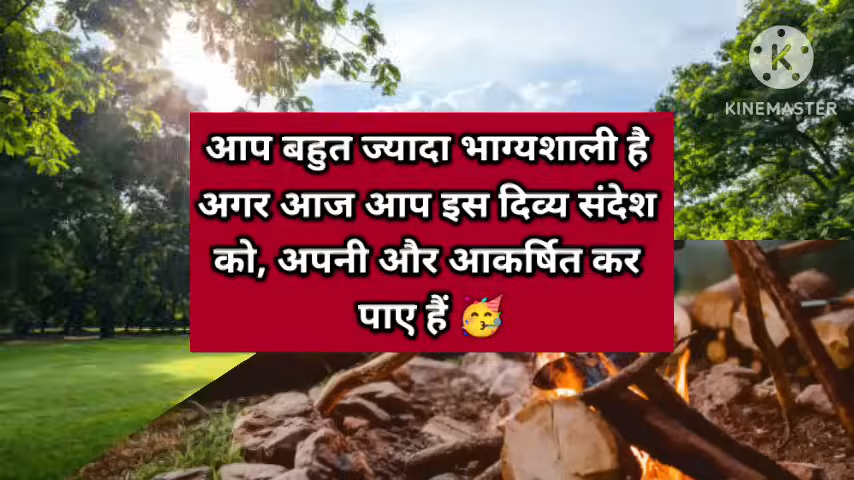 KINEMASTER
आप बहुत ज्यादा भाग्यशाली है
अगर आज आप इस दिव्य संदेश
को, अपनी और आकर्षित कर
पाए हैं 🥳